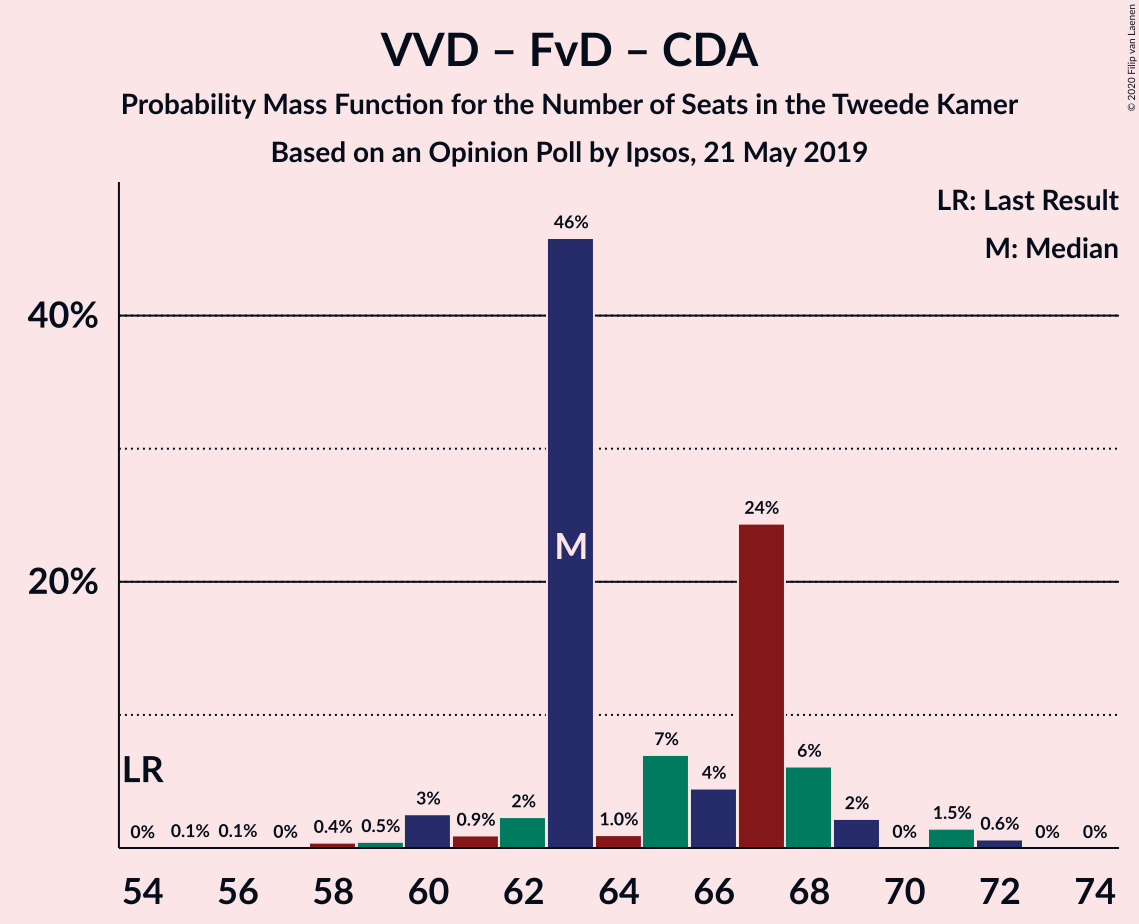 VVD – FvD – CDA
Probability Mass Function for the Number of Seats in the Tweede Kamer
Based on an Opinion Poll by Ipsos, 21 May 2019
© 2020 Filip van Laenen
LR: Last Result
M: Median
46%
40%
24%
M
20%
7%
6%
LR
4%
3%
2%
2%
0%
0.1%
0.1%
0%
0.4%
0.5%
0.9%
1.0%
0%
1.5%
0.6%
0%
0%
54 56 58 60 62 64 66 68 70 72 74